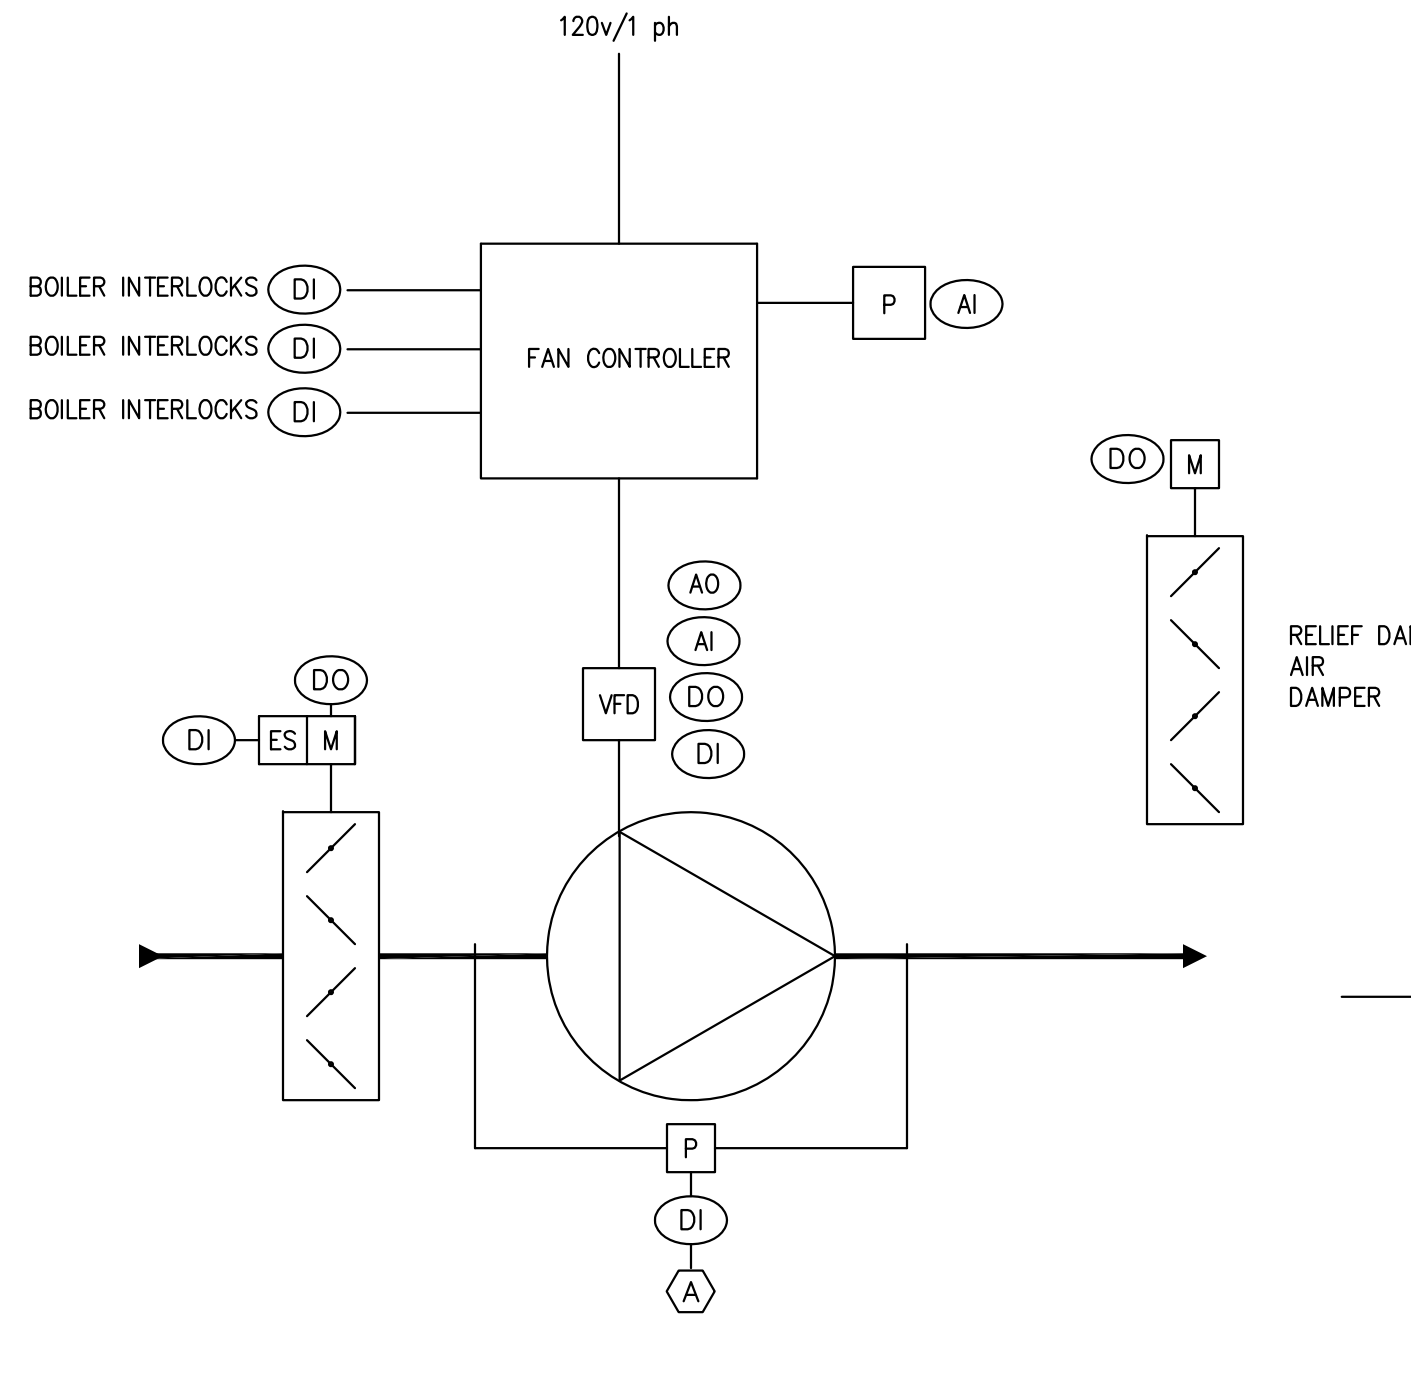 120v/1 ph
BOILER INTERLOCKS DI
P AI
BOILER INTERLOCKS DI
FAN CONTROLLER
BOILER INTERLOCKS DI
DO M
AO
AI
RELIEF
AIR
DAMPER
DO
VFD DO
DI ES M
DI
P
DI
A